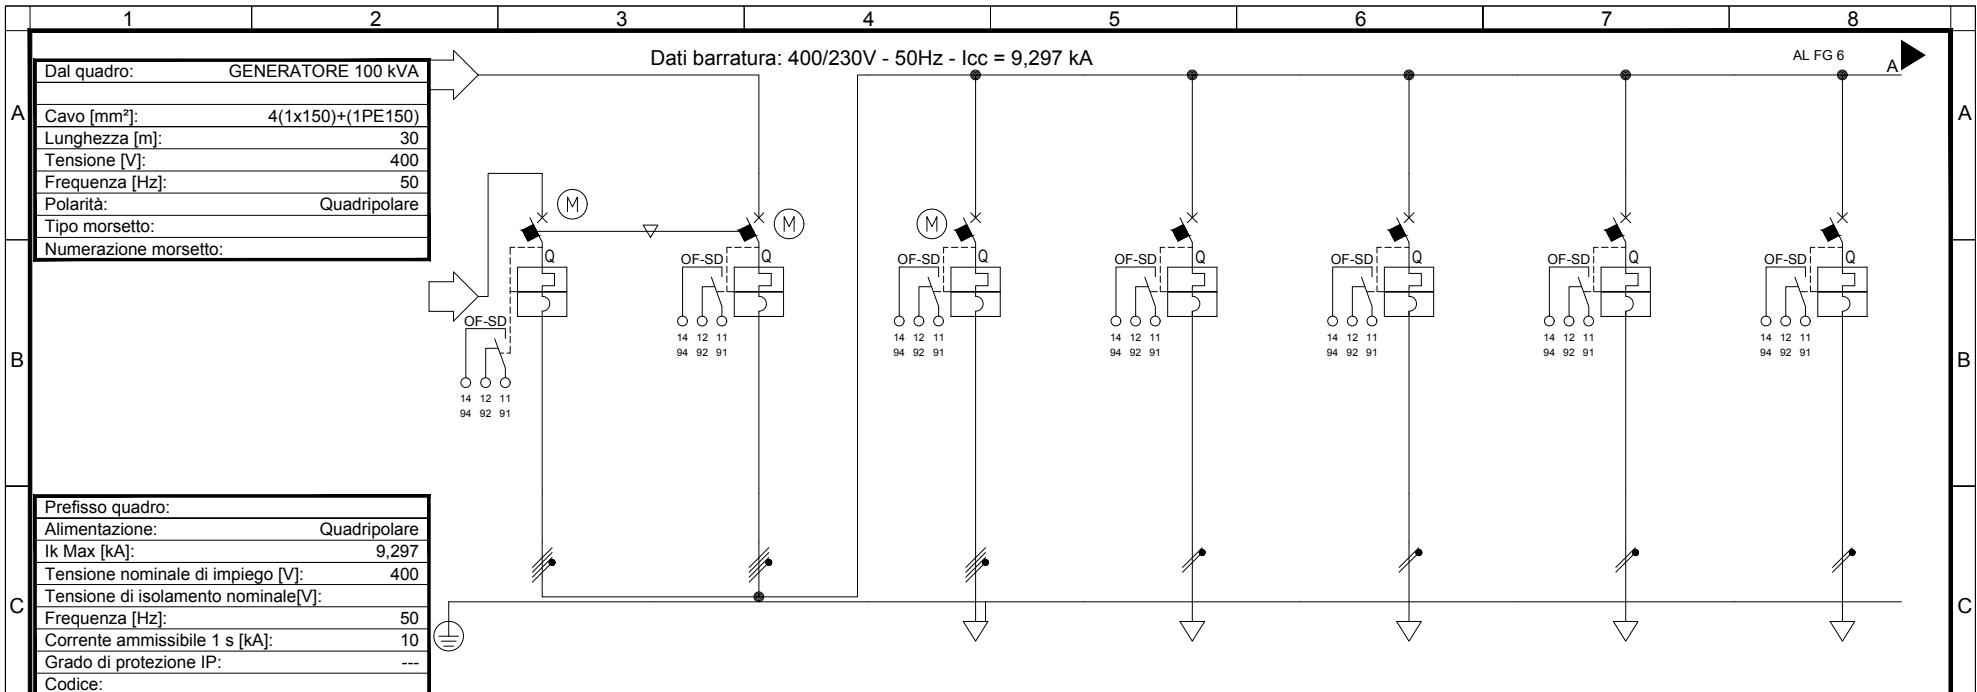 1 2 3 4 5 6 7 8
Dati barratura: 400/230V - 50Hz - Icc = 9,297 kA
AL FG 6
A
Dal quadro: GENERATORE 100 kVA
Cavo [mm²]: 4(1x150)+(1PE150)
Lunghezza [m]: 30
Tensione [V]: 400
Frequenza [Hz]: 50
Polarità: Quadripolare
Tipo morsetto:
Numerazione morsetto:
A A
M M M
Q Q Q Q Q Q Q
OF-SD OF-SD OF-SD OF-SD OF-SD OF-SD
OF-SD
14 12 11 14 12 11 14 12 11 14 12 11 14 12 11 14 12 11
94 92 91 94 92 91 94 92 91 94 92 91 94 92 91 94 92 91
B B
14 12 11
94 92 91
Prefisso quadro:
Alimentazione: Quadripolare
Ik Max [kA]: 9,297
Tensione nominale di impiego [V]: 400
Tensione di isolamento nominale[V]:
Frequenza [Hz]: 50
Corrente ammissibile 1 s [kA]: 10
Grado di protezione IP: ---
Codice:
C C